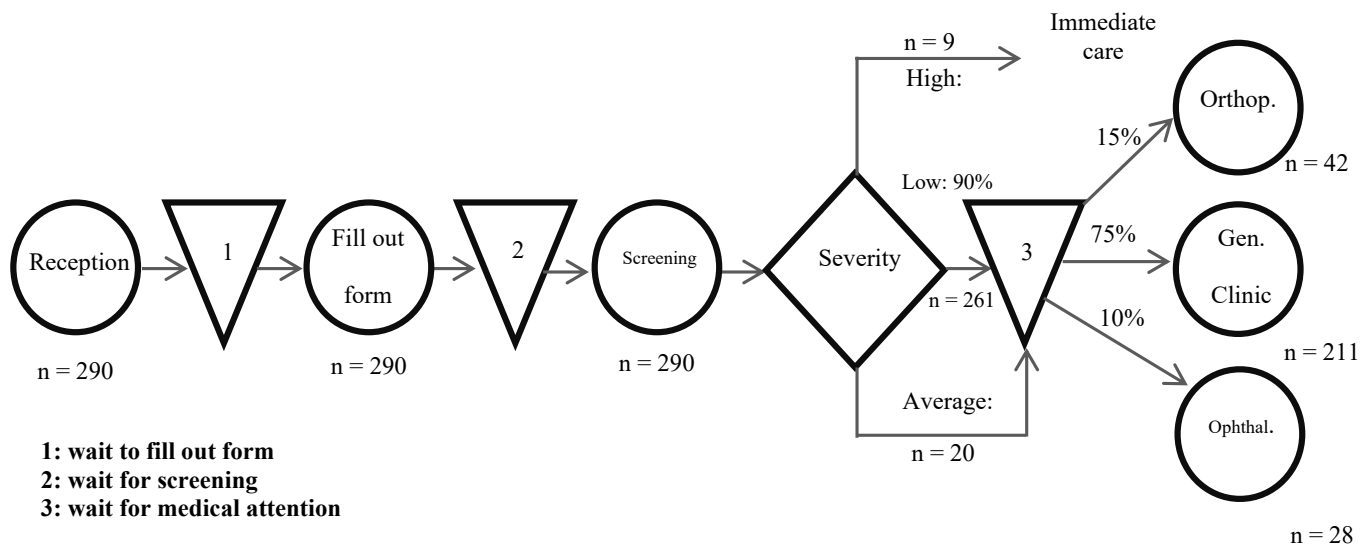 Reception
n = 290
1
Fill out
form
n = 290
2
Screening
n = 290
Severity
n = 9
High:
Immediate
care
Low: 90%
n = 261
Average:
n = 20
3
15%
75%
10%
Orthop.
n = 42
Gen.
Clinic
n = 211
Ophthal.
n = 28
1: wait to fill out form
2: wait for screening
3: wait for medical attention